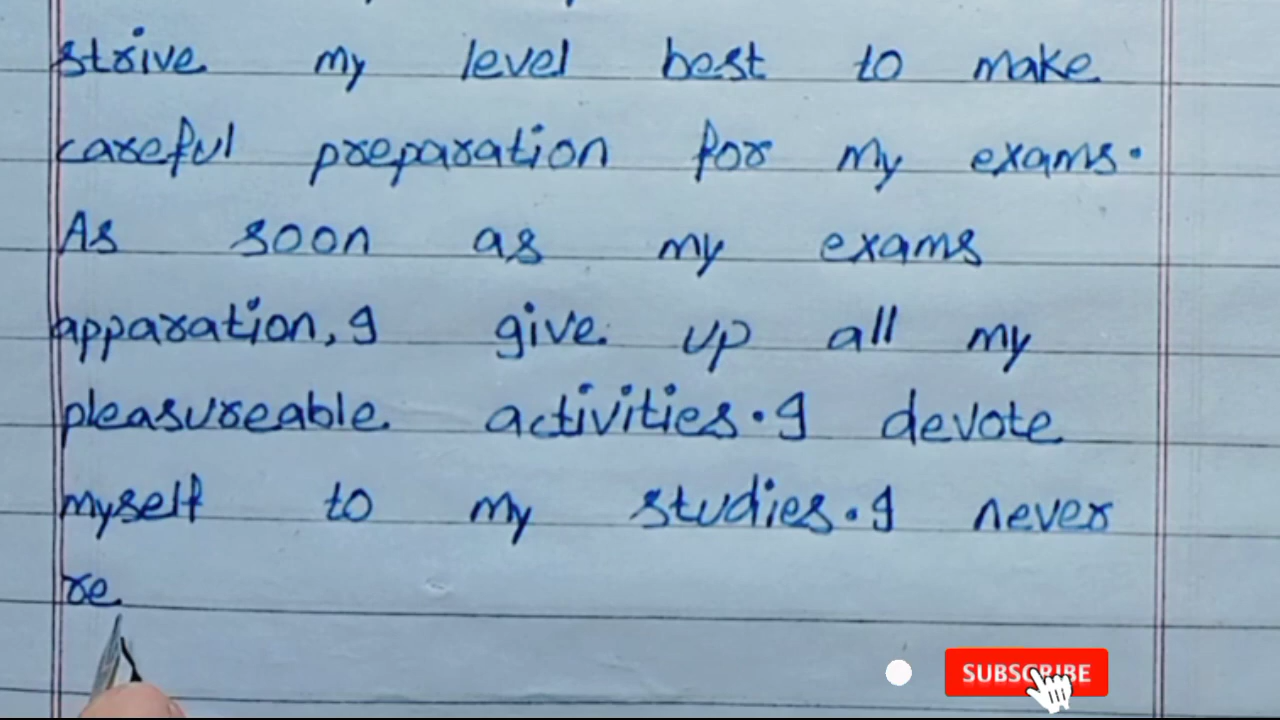 strive my level best to make
careful preparation for my exams.
As soon as my exams
apparation, I give up all my
pleasureable activities. I devote
myself to my studies. I never
re
SUBSCRIBE